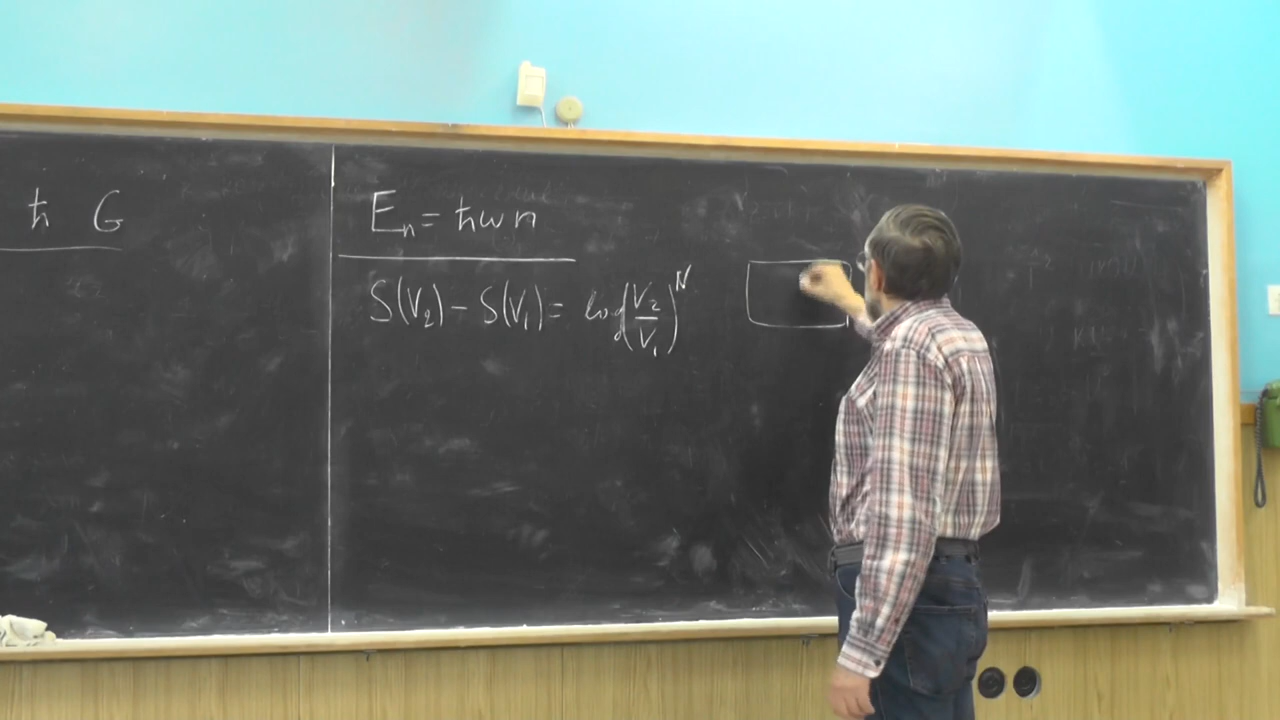 ħ G
Eₙ = ħωn
S(V₂) – S(V₁) = log(V₂/V₁)ᴺ